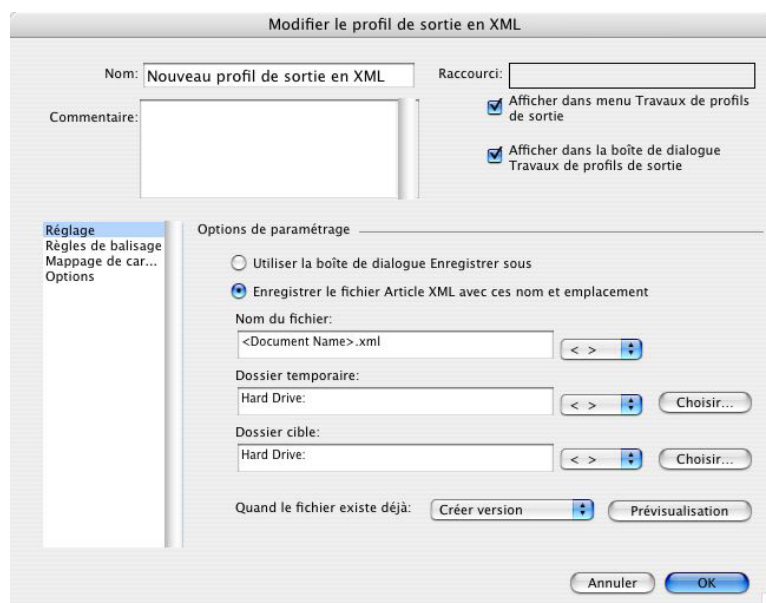 Modifier le profil de sortie en XML
Nom: Nouveau profil de sortie en XML
Raccourci:
Commentaire:
Afficher dans menu Travaux de profils
de sortie
Afficher dans la boîte de dialogue
Travaux de profils de sortie
Réglage
Règles de balisage
Mappage de car...
Options
Options de paramétrage
Utiliser la boîte de dialogue Enregistrer sous
Enregistrer le fichier Article XML avec ces nom et emplacement
Nom du fichier:
<Document Name>.xml
< >
Dossier temporaire:
Hard Drive:
< >
Choisir...
Dossier cible:
Hard Drive:
< >
Choisir...
Quand le fichier existe déjà: Créer version
Prévisualisation
Annuler
OK